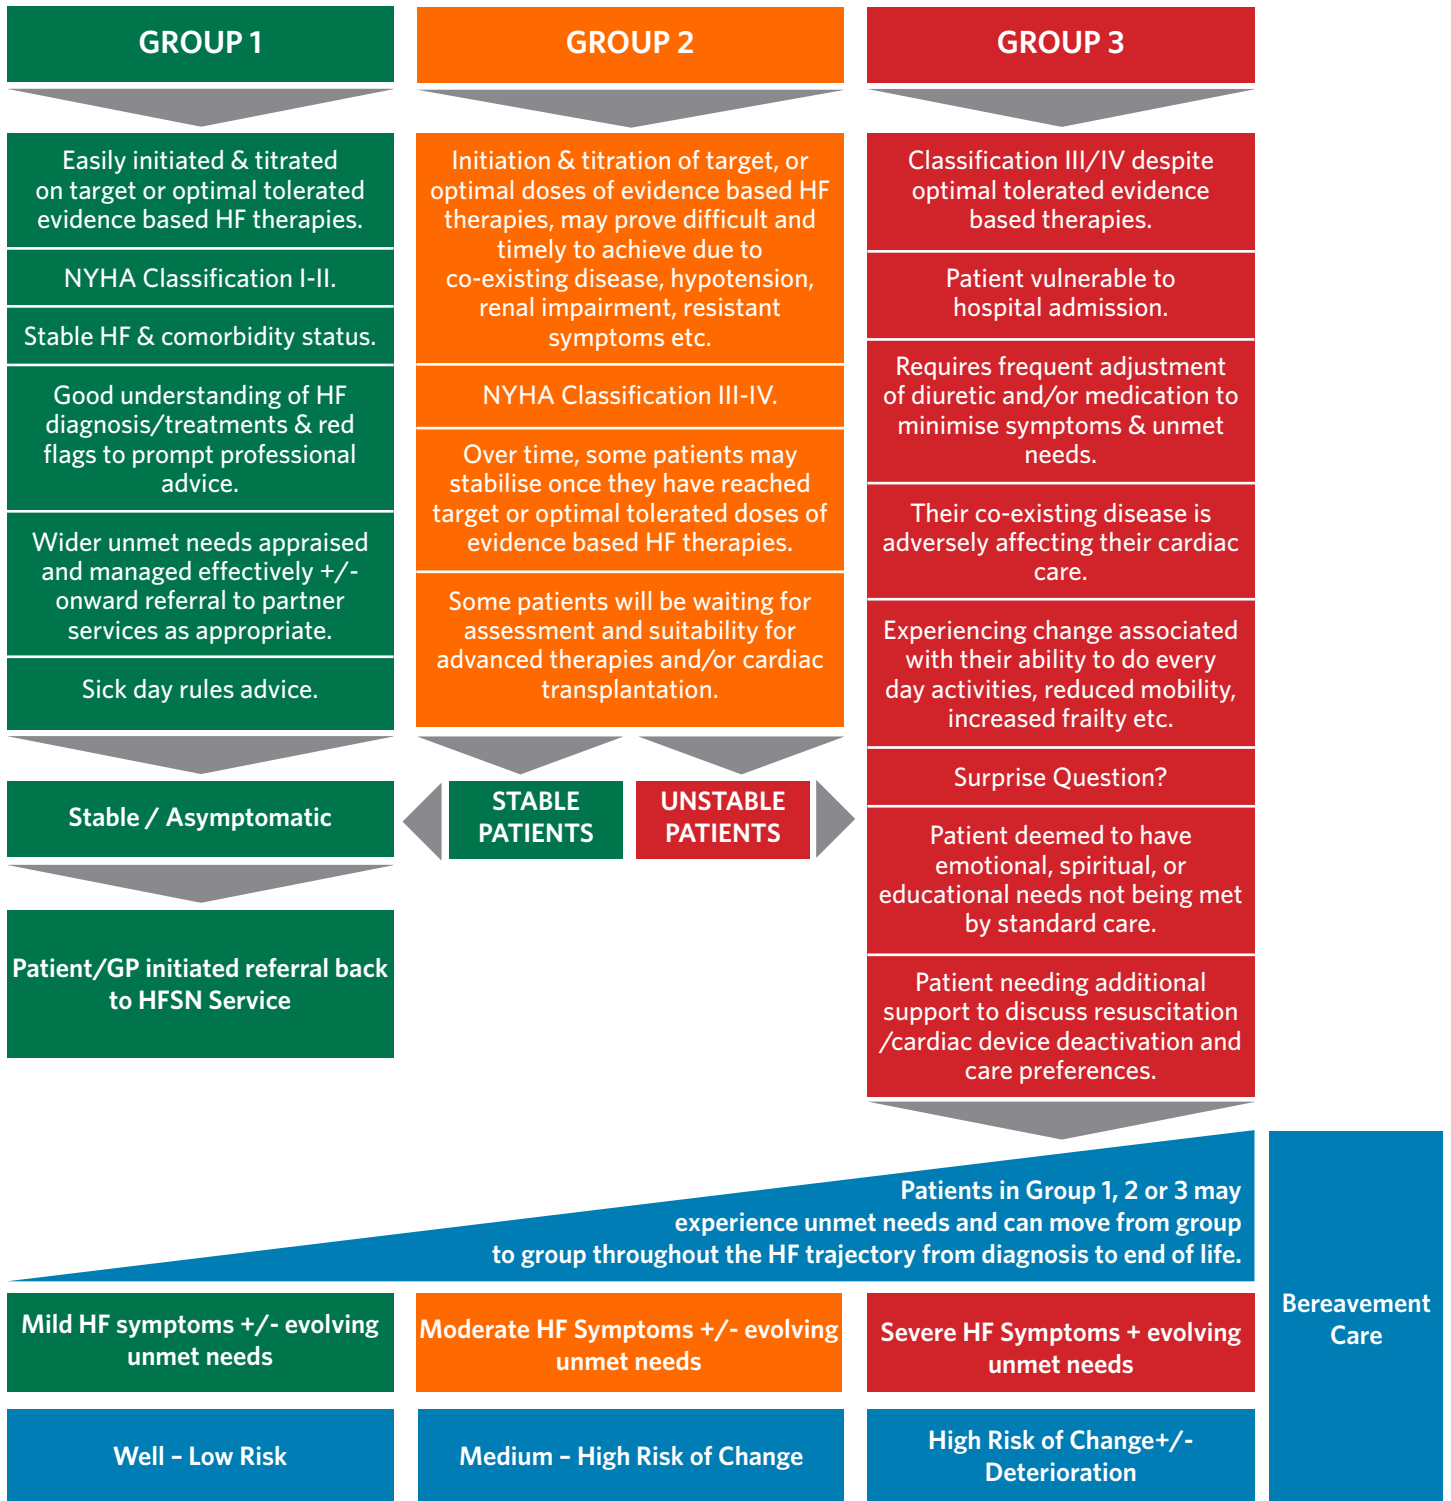 GROUP 1
Easily initiated & titrated
on target or optimal tolerated
evidence based HF therapies.
NYHA Classification I-II.
Stable HF & comorbidity status.
Good understanding of HF
diagnosis/treatments & red
flags to prompt professional
advice.
Wider unmet needs appraised
and managed effectively +/-
onward referral to partner
services as appropriate.
Sick day rules advice.
Stable / Asymptomatic
Patient/GP initiated referral back
to HFSN Service
GROUP 2
Initiation & titration of target, or
optimal doses of evidence based HF
therapies, may prove difficult and
timely to achieve due to
co-existing disease, hypotension,
renal impairment, resistant
symptoms etc.
NYHA Classification III-IV.
Over time, some patients may
stabilise once they have reached
target or optimal tolerated doses of
evidence based HF therapies.
Some patients will be waiting for
assessment and suitability for
advanced therapies and/or cardiac
transplantation.
STABLE
PATIENTS
UNSTABLE
PATIENTS
GROUP 3
Classification III/IV despite
optimal tolerated evidence
based therapies.
Patient vulnerable to
hospital admission.
Requires frequent adjustment
of diuretic and/or medication to
minimise symptoms & unmet
needs.
Their co-existing disease is
adversely affecting their cardiac
care.
Experiencing change associated
with their ability to do every
day activities, reduced mobility,
increased frailty etc.
Surprise Question?
Patient deemed to have
emotional, spiritual, or
educational needs not being met
by standard care.
Patient needing additional
support to discuss resuscitation
/cardiac device deactivation and
care preferences.
Patients in Group 1, 2 or 3 may
experience unmet needs and can move from group
to group throughout the HF trajectory from diagnosis to end of life.
Mild HF symptoms +/- evolving
unmet needs
Moderate HF Symptoms +/- evolving
unmet needs
Severe HF Symptoms + evolving
unmet needs
Well – Low Risk
Medium – High Risk of Change
High Risk of Change+/-
Deterioration
Bereavement
Care